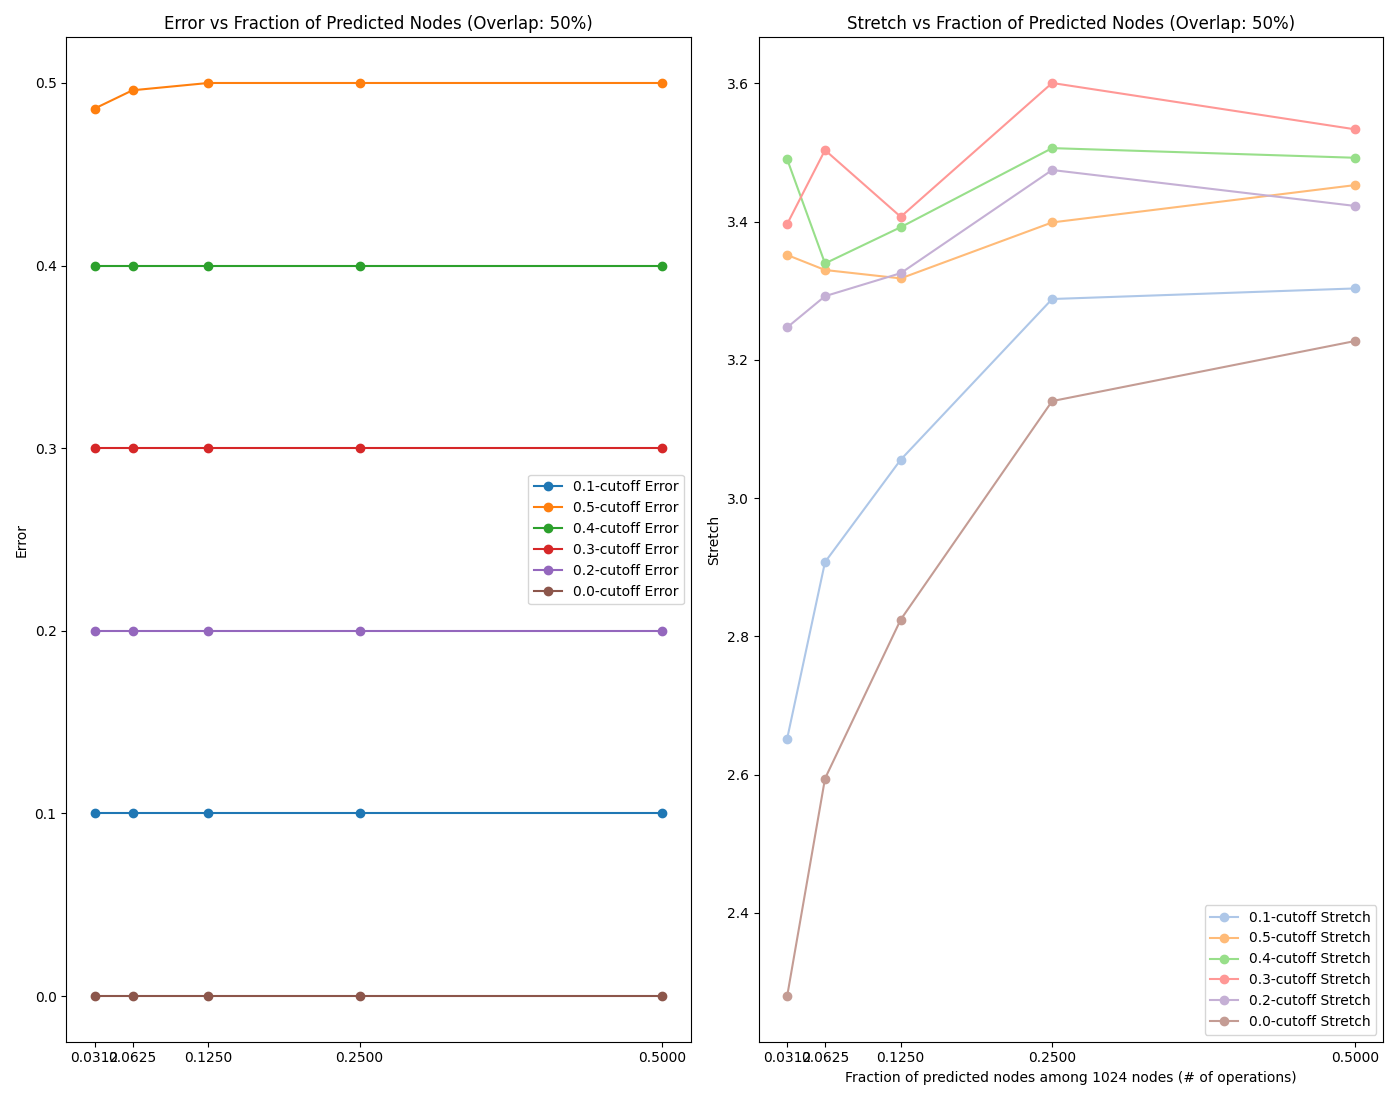 Error vs Fraction of Predicted Nodes (Overlap: 50%)
0.5
0.4
0.3
0.2
0.1
0.0
Error
0.1-cutoff Error
0.5-cutoff Error
0.4-cutoff Error
0.3-cutoff Error
0.2-cutoff Error
0.0-cutoff Error
0.0312 0.0625 0.1250 0.2500 0.5000
Stretch vs Fraction of Predicted Nodes (Overlap: 50%)
3.6
3.4
3.2
3.0
2.8
2.6
2.4
Stretch
0.1-cutoff Stretch
0.5-cutoff Stretch
0.4-cutoff Stretch
0.3-cutoff Stretch
0.2-cutoff Stretch
0.0-cutoff Stretch
0.0312 0.0625 0.1250 0.2500 0.5000
Fraction of predicted nodes among 1024 nodes (# of operations)